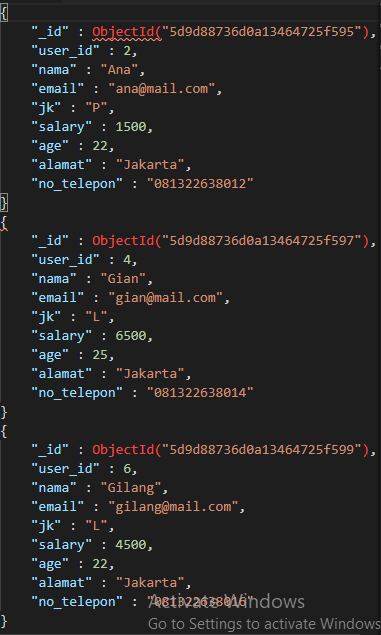 {
"_id" : ObjectId("5d9d88736d0a13464725f595"),
"user_id" : 2,
"nama" : "Ana",
"email" : "ana@mail.com",
"jk" : "P",
"salary" : 1500,
"age" : 22,
"alamat" : "Jakarta",
"no_telepon" : "081322638012"
}
{
"_id" : ObjectId("5d9d88736d0a13464725f597"),
"user_id" : 4,
"nama" : "Gian",
"email" : "gian@mail.com",
"jk" : "L",
"salary" : 6500,
"age" : 25,
"alamat" : "Jakarta",
"no_telepon" : "081322638014"
}
{
"_id" : ObjectId("5d9d88736d0a13464725f599"),
"user_id" : 6,
"nama" : "Gilang",
"email" : "gilang@mail.com",
"jk" : "L",
"salary" : 4500,
"age" : 22,
"alamat" : "Jakarta",
"no_telepon" : "081322638016"
Activate Windows
Go to Settings to activate Windows
}